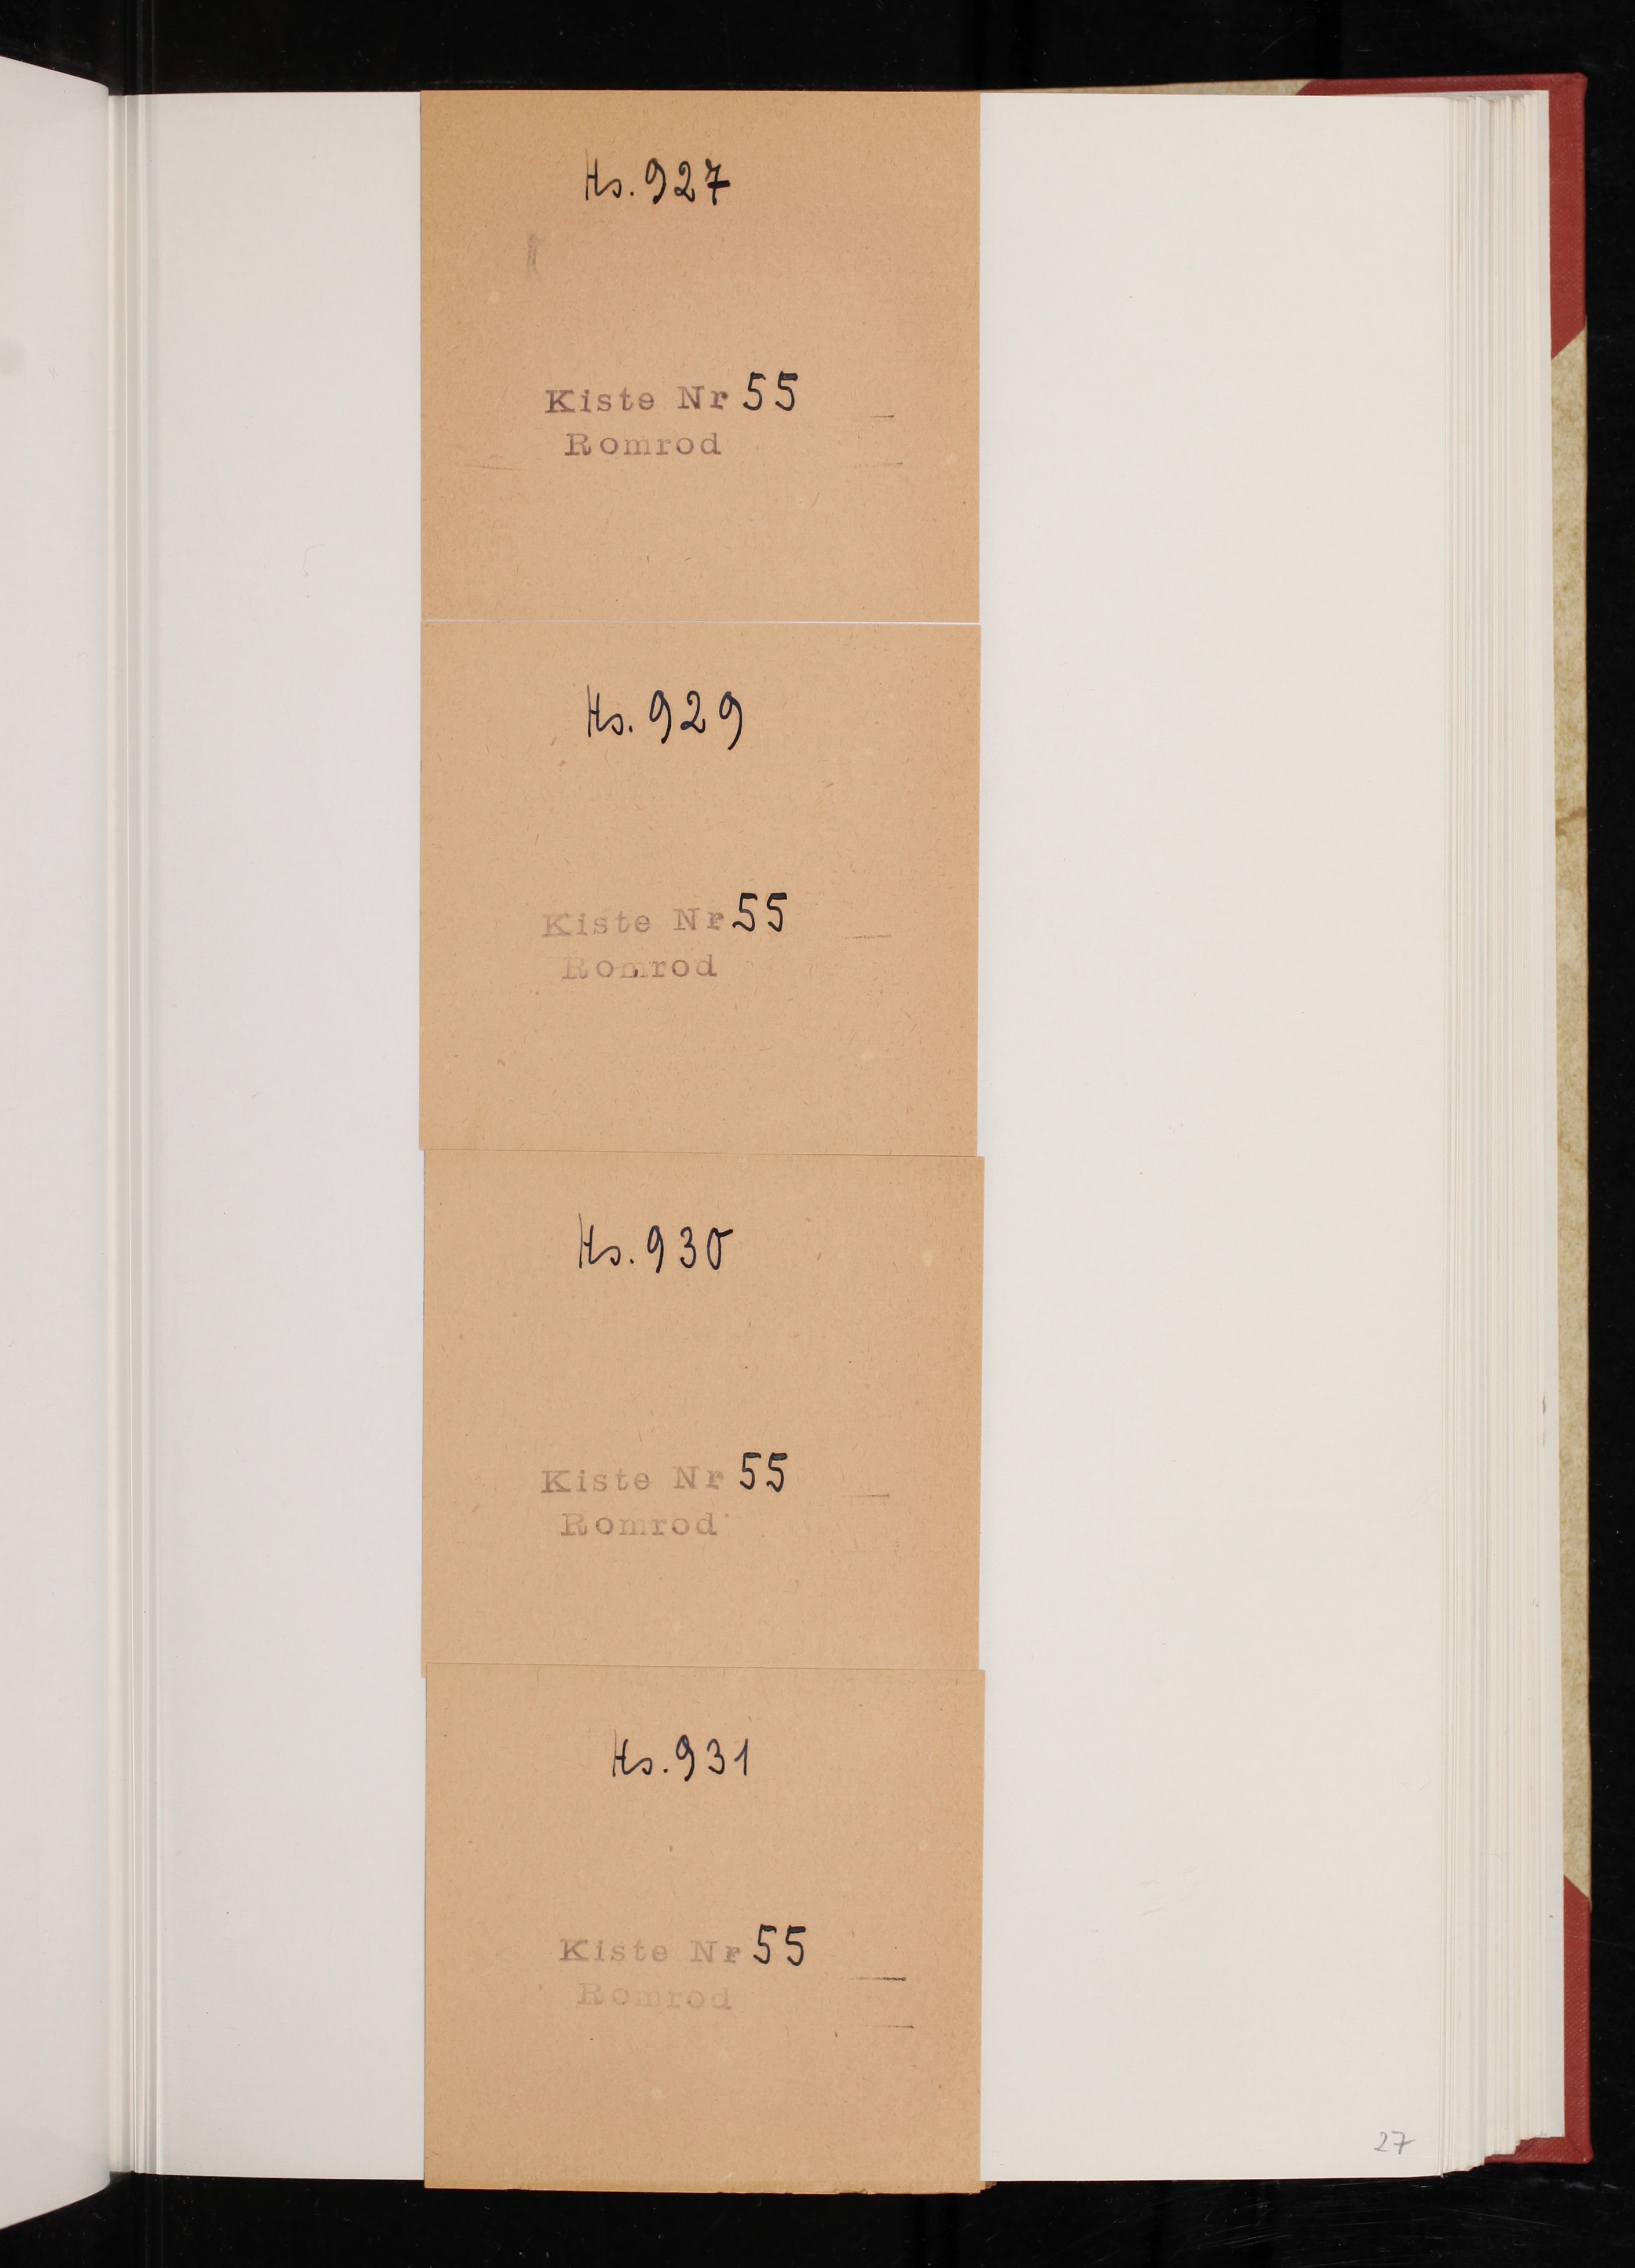 Hs. 927
Kiste Nr 55
Romrod
Hs. 929
Kiste Nr 55
Romrod
Hs. 930
Kiste Nr 55
Romrod
Hs. 931
Kiste Nr 55
Romrod
27